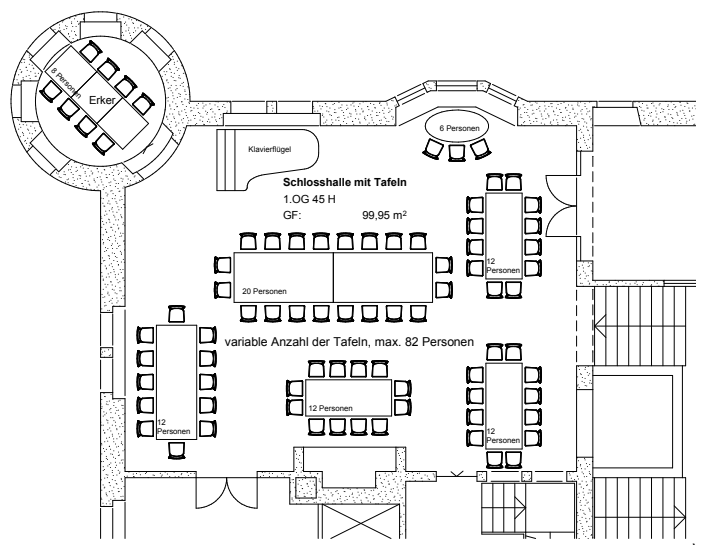 8 Personen
Erker
6 Personen
Klavierflügel
Schlosshalle mit Tafeln
1.OG 45 H
GF: 99,95 m²
12
Personen
20 Personen
variable Anzahl der Tafeln, max. 82 Personen
12 Personen
12
Personen
12
Personen